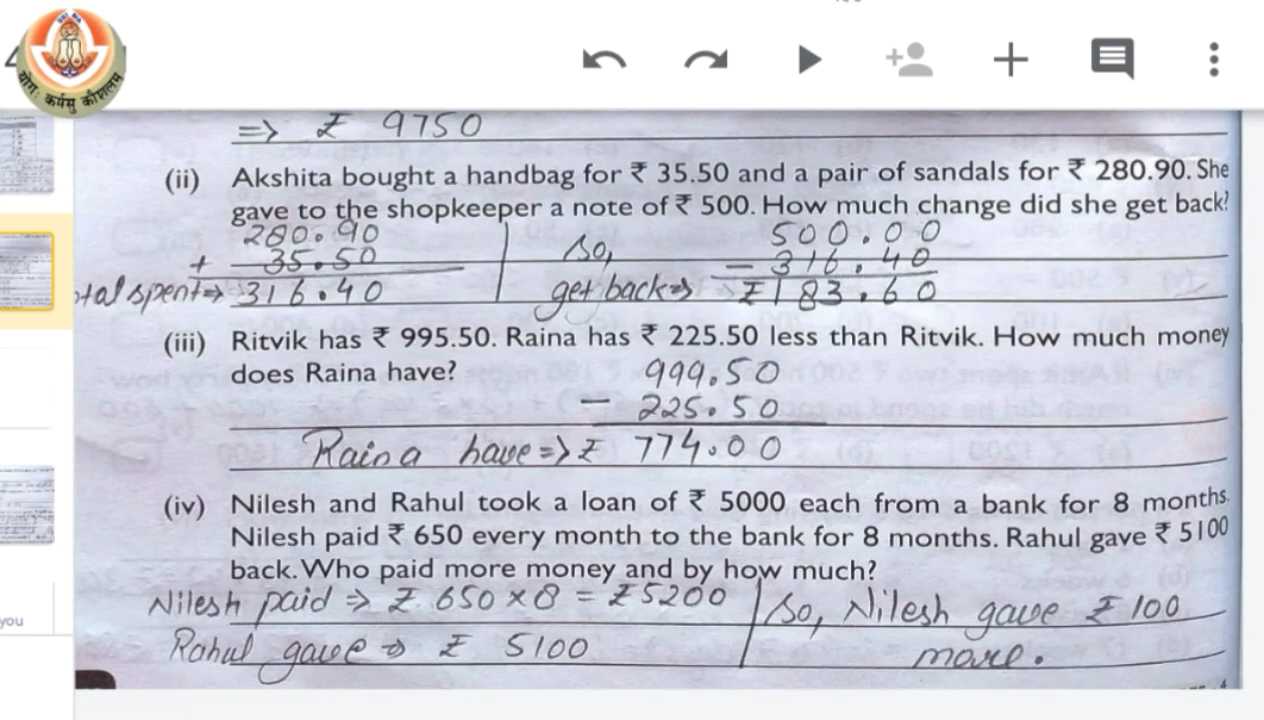 योगः कर्मसु कौशलम्
=> ₹ 9750
(ii) Akshita bought a handbag for ₹ 35.50 and a pair of sandals for ₹ 280.90. She
gave to the shopkeeper a note of ₹ 500. How much change did she get back?
280.90 | So, 500.00
+ 35.50 - 316.40
otal spent => 316.40 | get back => ₹183.60
(iii) Ritvik has ₹ 995.50. Raina has ₹ 225.50 less than Ritvik. How much money
does Raina have? 999.50
- 225.50
Raina have => ₹ 774.00
(iv) Nilesh and Rahul took a loan of ₹ 5000 each from a bank for 8 months.
Nilesh paid ₹ 650 every month to the bank for 8 months. Rahul gave ₹ 5100
back. Who paid more money and by how much?
Nilesh paid => ₹ 650 × 8 = ₹5200 | So, Nilesh gave ₹ 100
Rahul gave => ₹ 5100 | more.
you